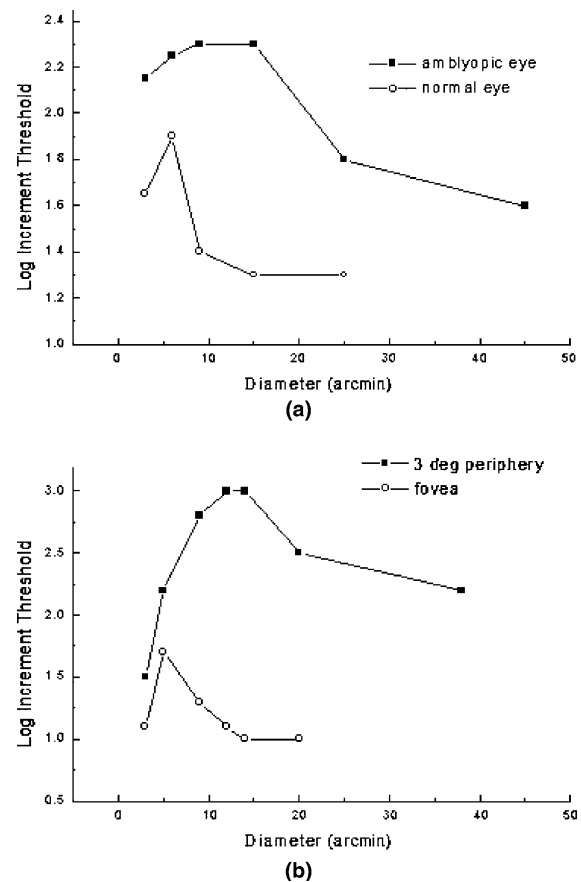 2.4
2.2
2.0
1.8
1.6
1.4
1.2
1.0
Log Increment Threshold
amblyopic eye
normal eye
0 10 20 30 40 50
Diameter (arcmin)
(a)
3 deg periphery
fovea
3.0
2.5
2.0
1.5
1.0
0.5
Log Increment Threshold
0 10 20 30 40 50
Diameter (arcmin)
(b)